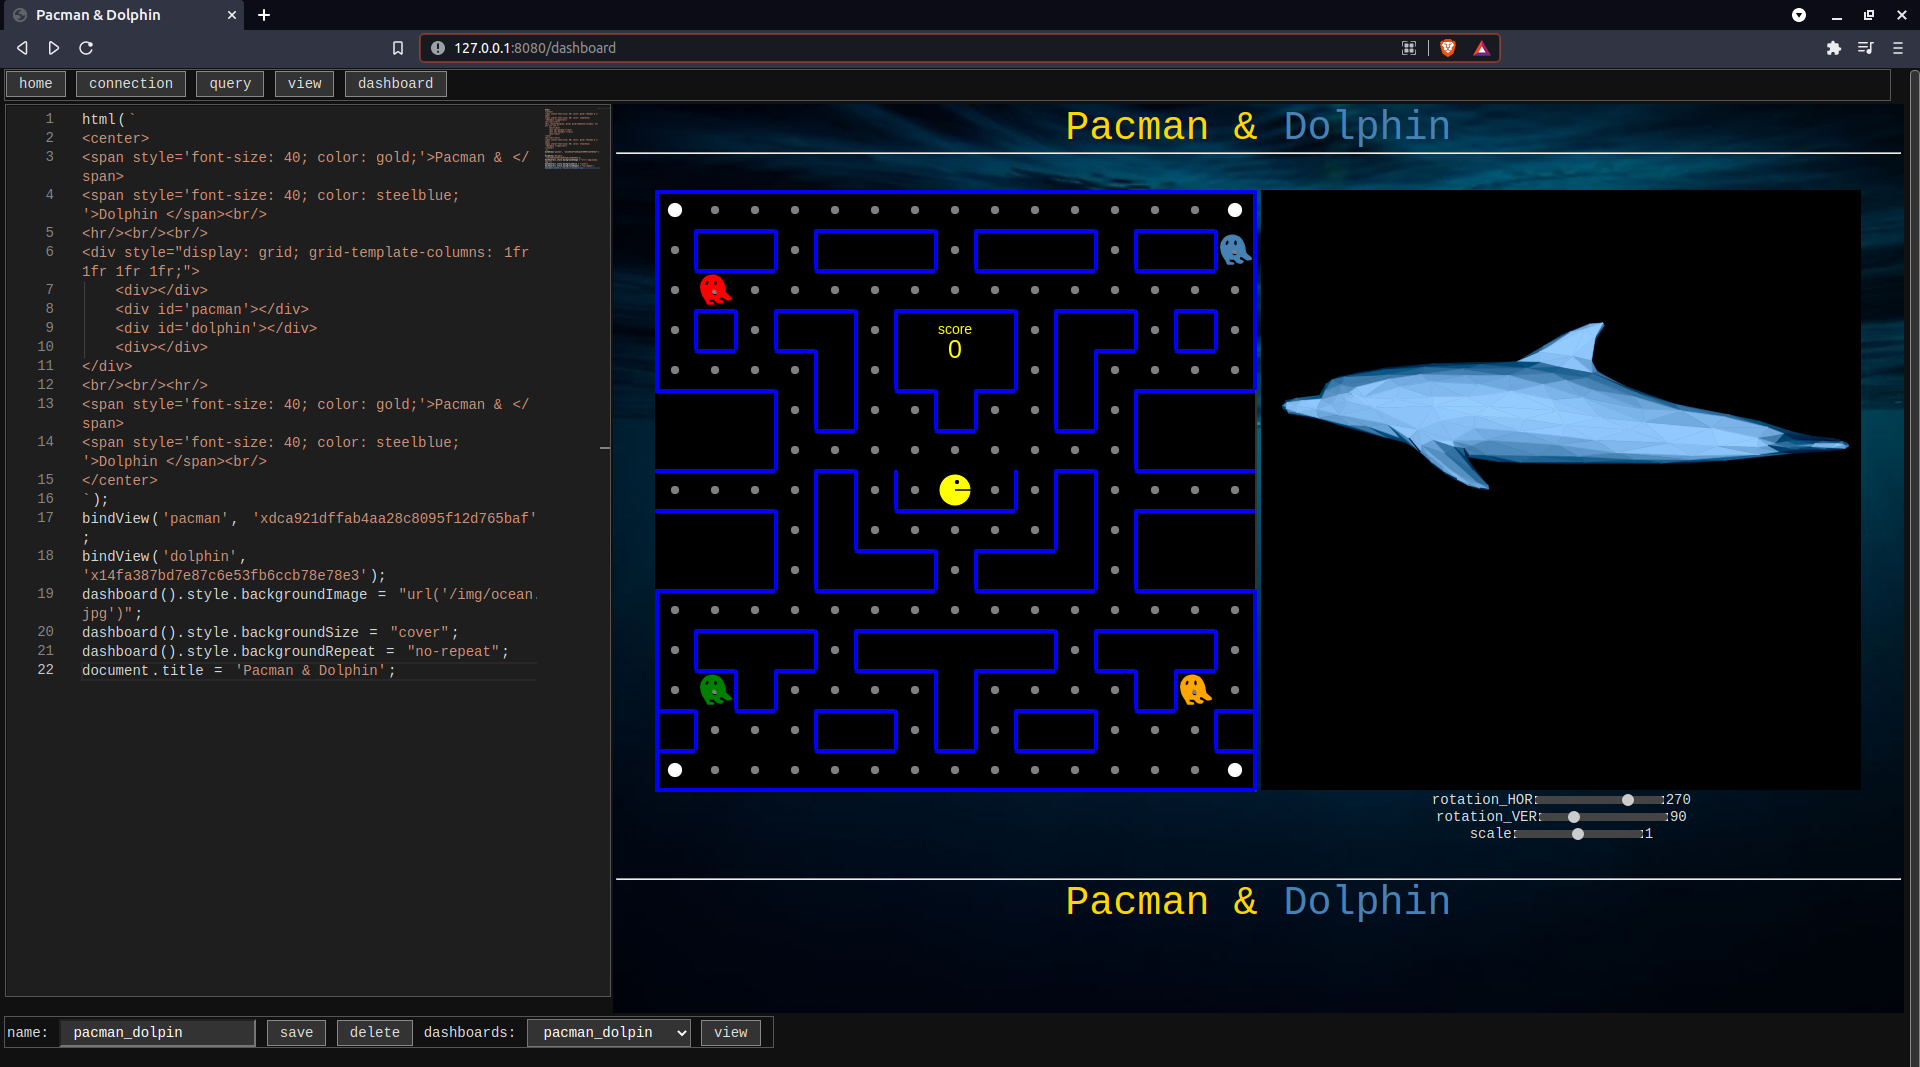 Pacman & Dolphin
127.0.0.1:8080/dashboard
home connection query view dashboard
1 html(`
2 <center>
3 <span style='font-size: 40; color: gold;'>Pacman & </
span>
4 <span style='font-size: 40; color: steelblue;
'>Dolphin </span><br/>
5 <hr/><br/><br/>
6 <div style="display: grid; grid-template-columns: 1fr
1fr 1fr 1fr;">
7 <div></div>
8 <div id='pacman'></div>
9 <div id='dolphin'></div>
10 <div></div>
11 </div>
12 <br/><br/><hr/>
13 <span style='font-size: 40; color: gold;'>Pacman & </
span>
14 <span style='font-size: 40; color: steelblue;
'>Dolphin </span><br/>
15 </center>
16 `);
17 bindView('pacman', 'xdca921dffab4aa28c8095f12d765baf'
;
18 bindView('dolphin',
'x14fa387bd7e87c6e53fb6ccb78e78e3');
19 dashboard().style.backgroundImage = "url('/img/ocean.
jpg')";
20 dashboard().style.backgroundSize = "cover";
21 dashboard().style.backgroundRepeat = "no-repeat";
22 document.title = 'Pacman & Dolphin';
Pacman & Dolphin
score
0
rotation_HOR: :270
rotation_VER: :90
scale: :1
Pacman & Dolphin
name: pacman_dolpin save delete dashboards: pacman_dolpin view